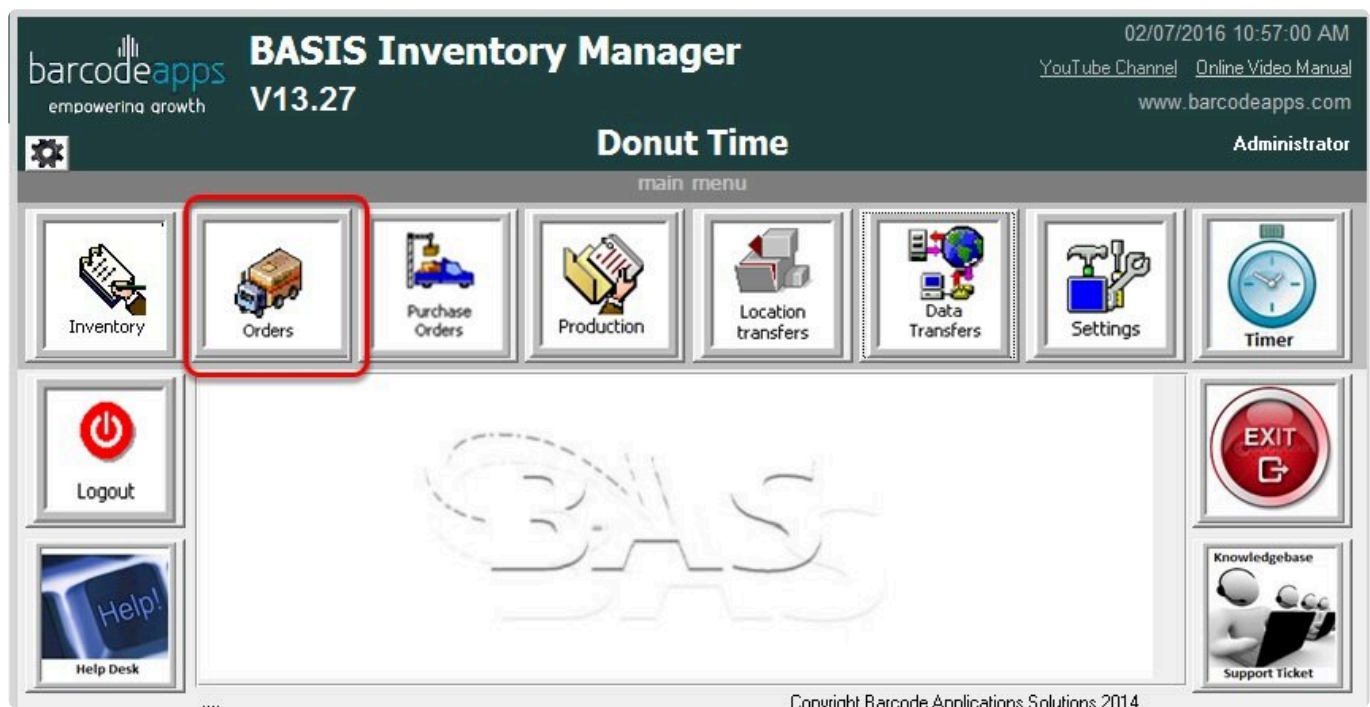 02/07/2016 10:57:00 AM
barcodeapps
empowering growth
BASIS Inventory Manager
V13.27
YouTube Channel Online Video Manual
www.barcodeapps.com
Donut Time
Administrator
main menu
Inventory
Orders
Purchase
Orders
Production
Location
transfers
Data
Transfers
Settings
Timer
Logout
BAS
EXIT
Help!
Help Desk
Knowledgebase
Support Ticket
Copyright Barcode Applications Solutions 2014